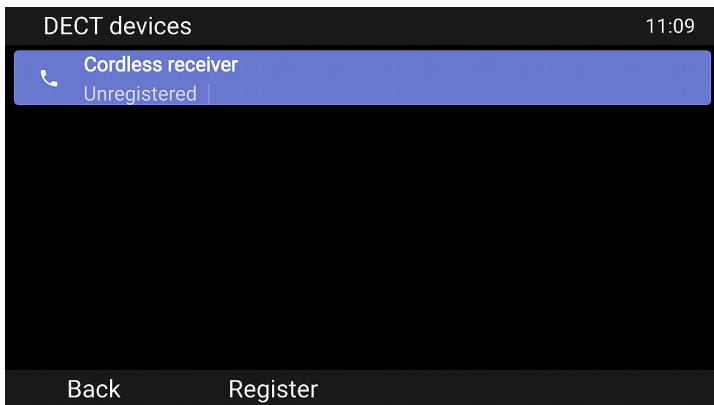 DECT devices 11:09
Cordless receiver
Unregistered |
Back Register